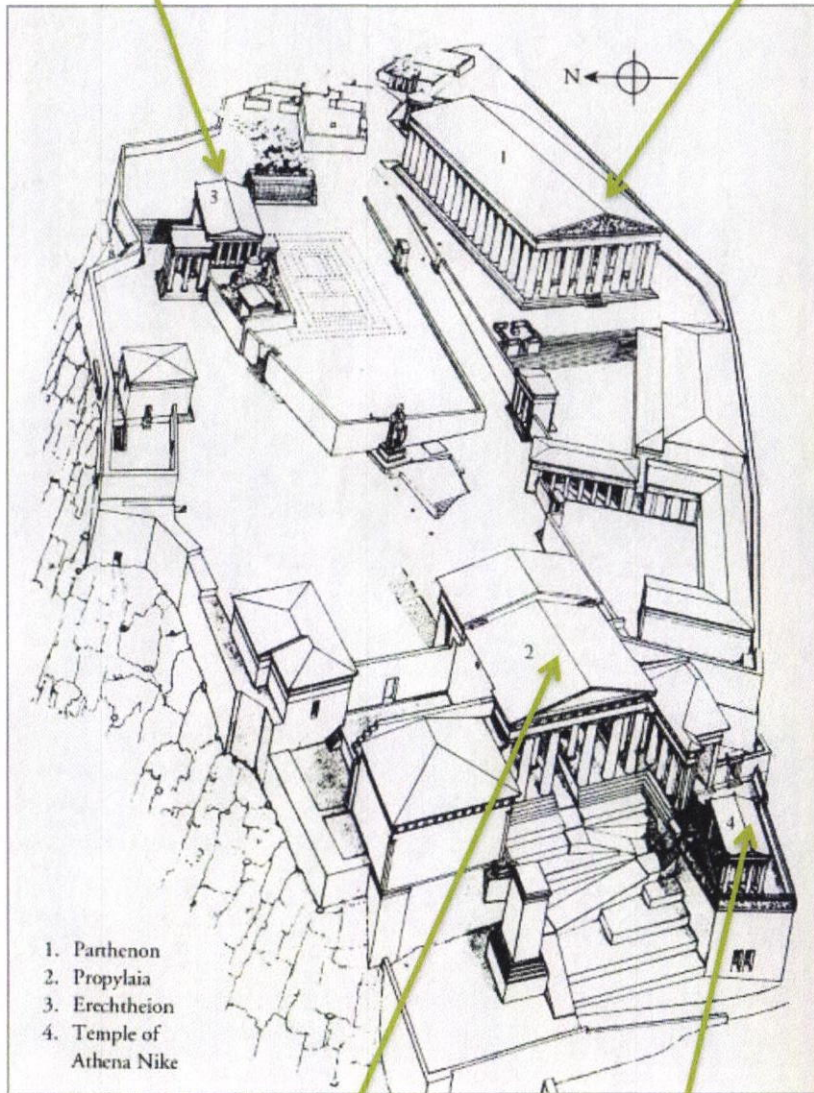 N
1
3
2
4
1. Parthenon
2. Propylaia
3. Erechtheion
4. Temple of
Athena Nike